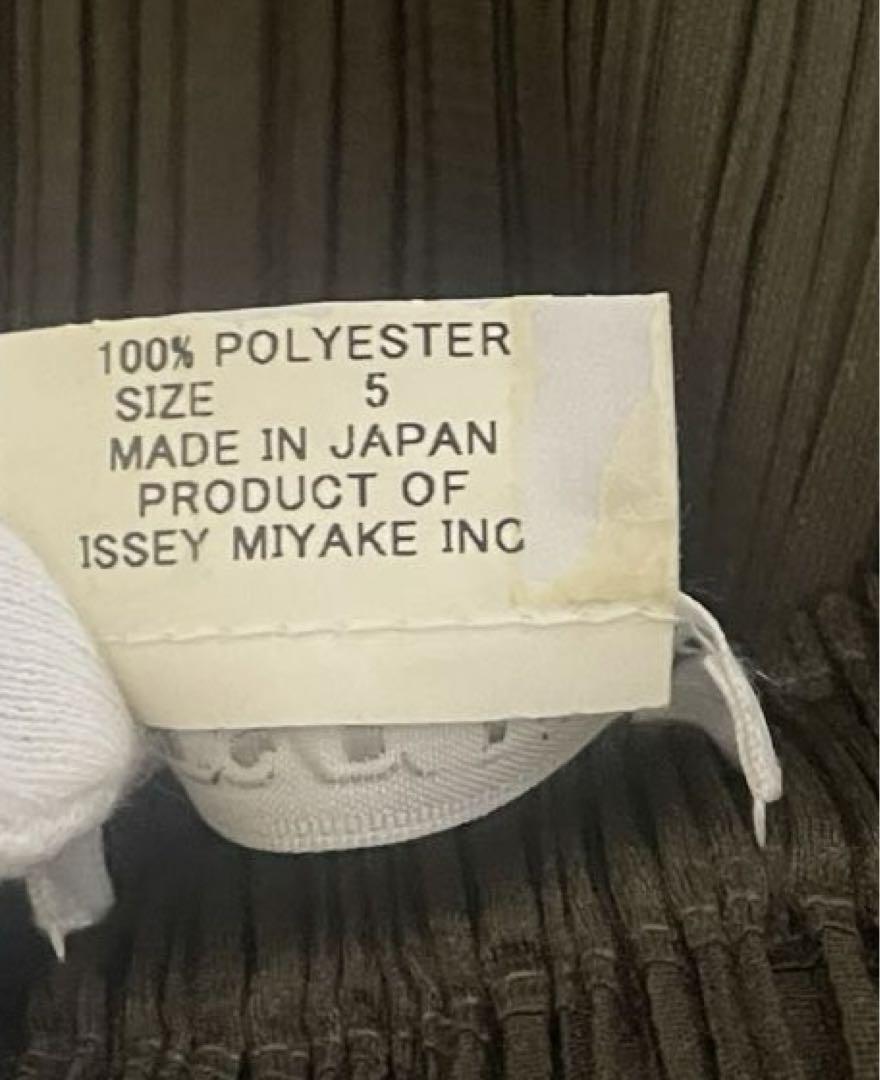 100% POLYESTER
SIZE 5
MADE IN JAPAN
PRODUCT OF
ISSEY MIYAKE INC